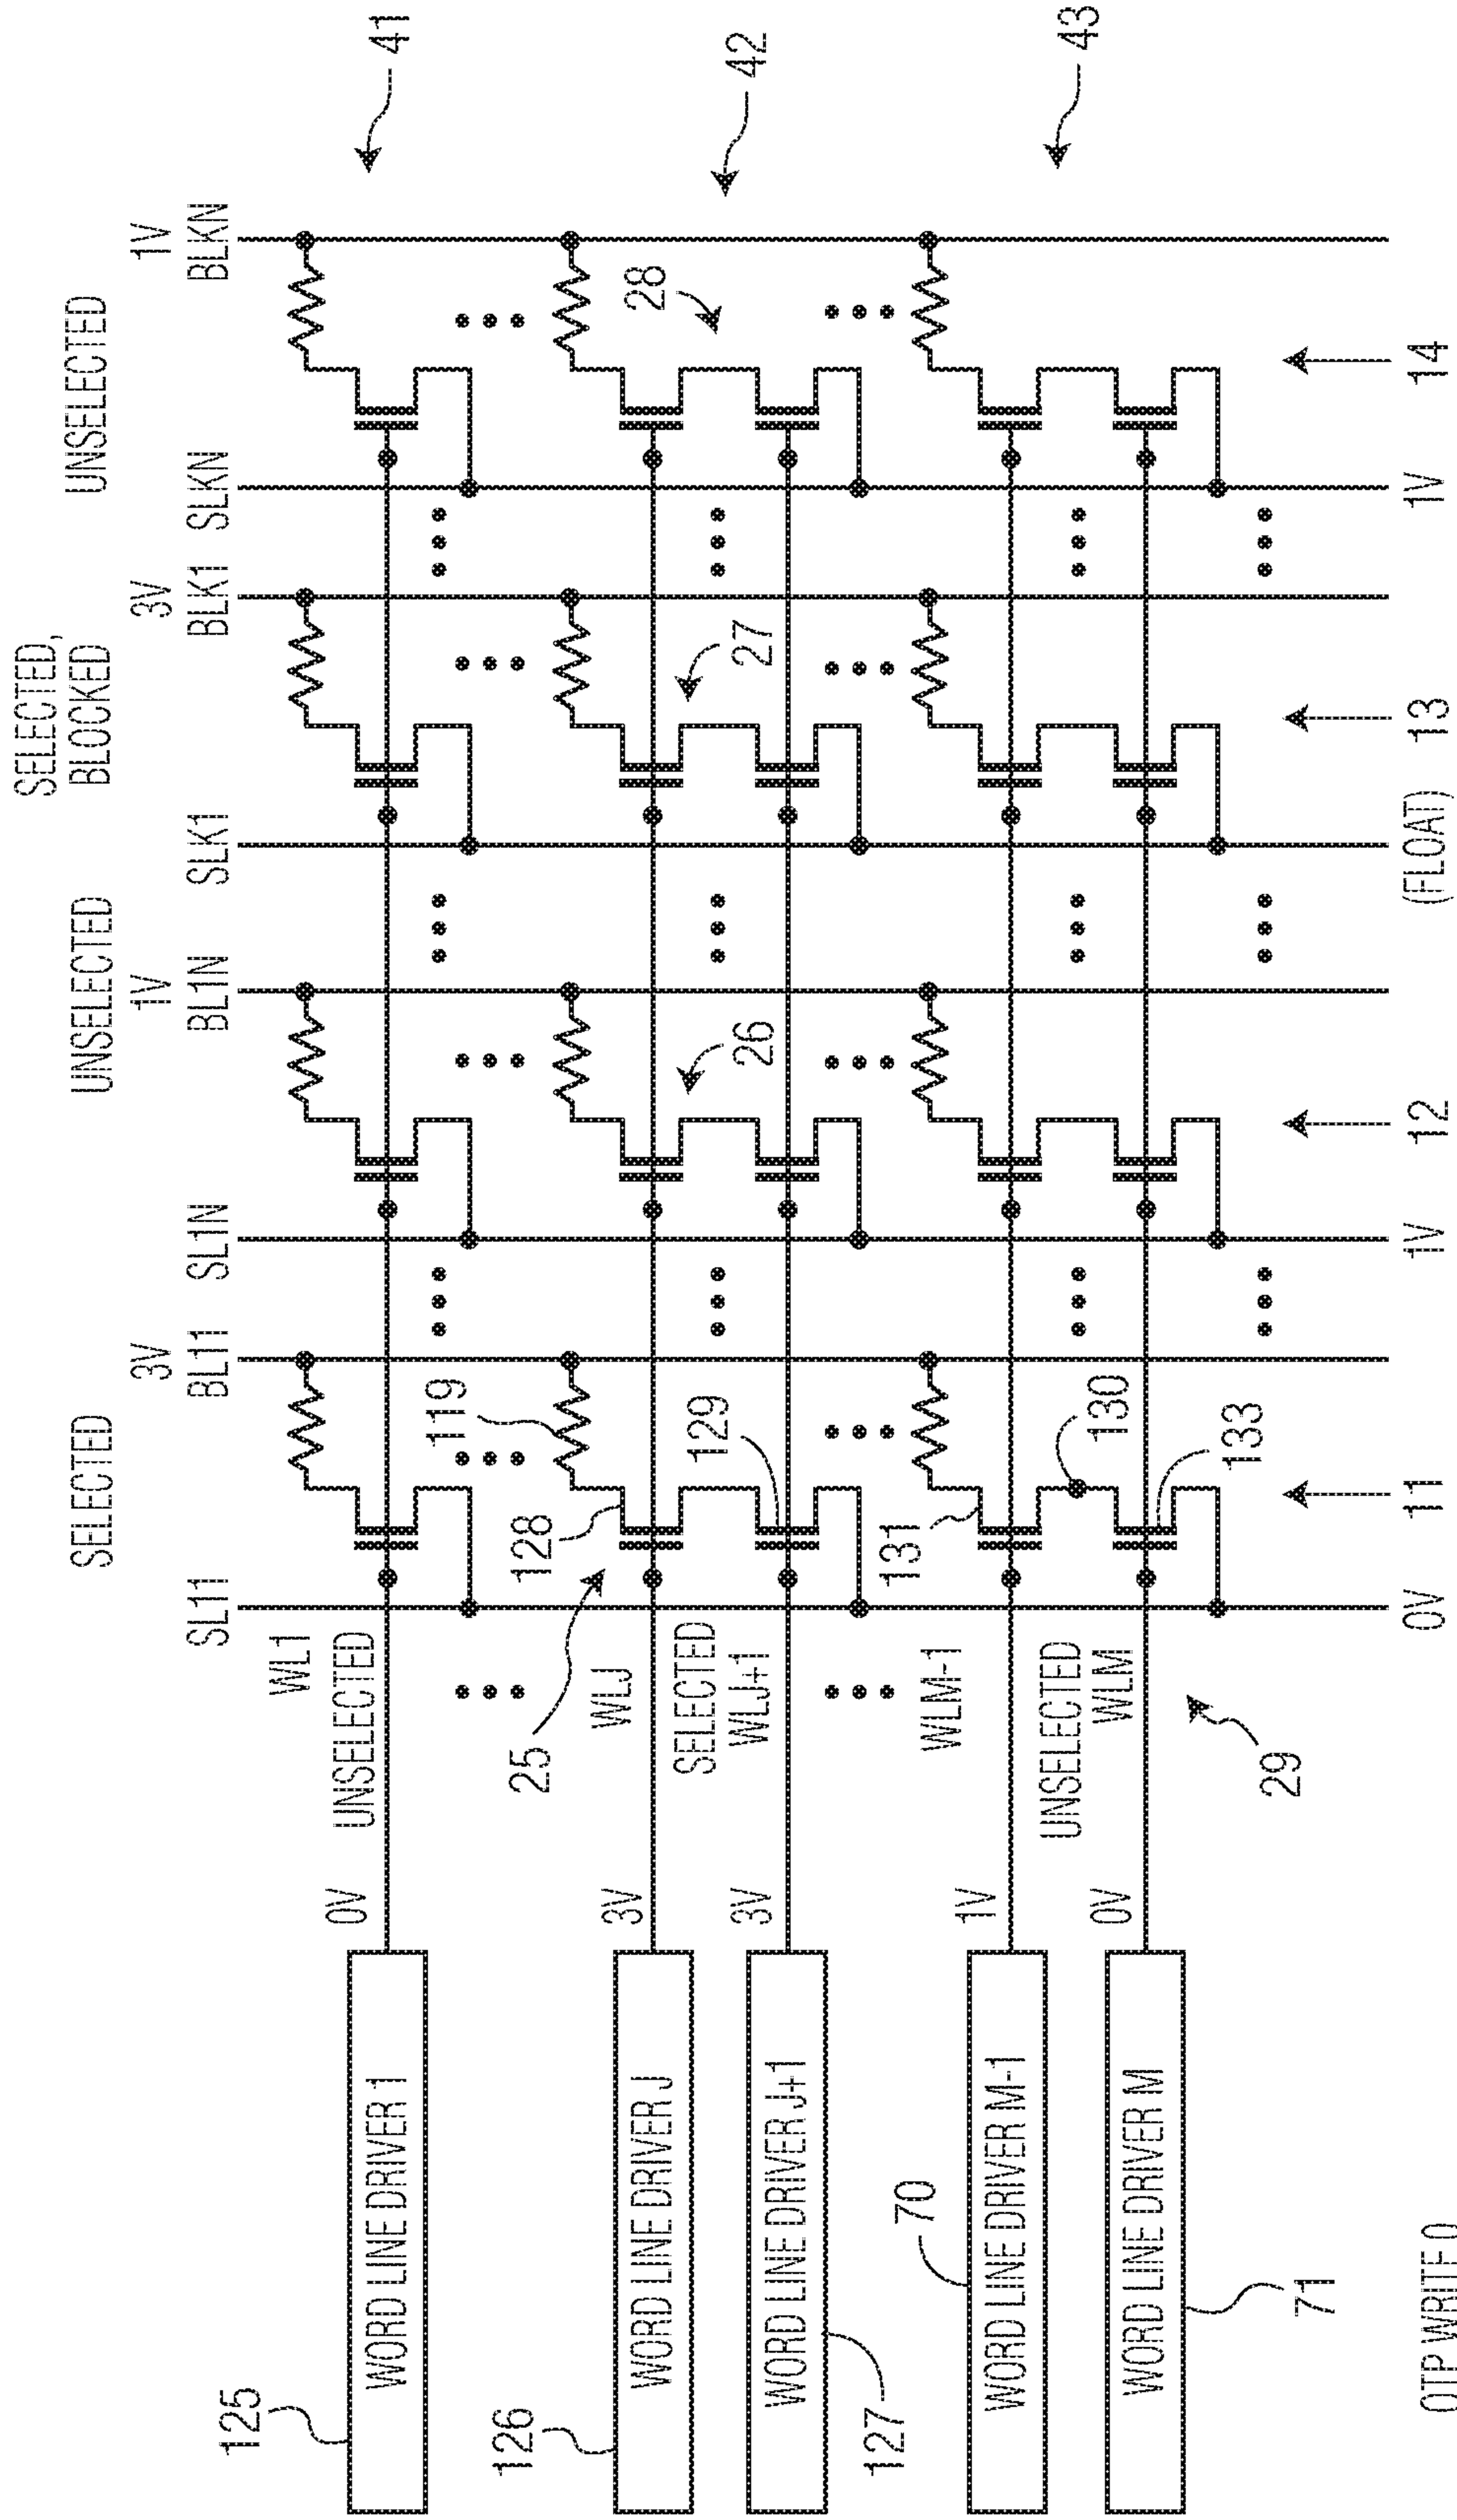 SELECTED
UNSELECTED
SELECTED,
BLOCKED
UNSELECTED
3V
1V
3V
1V
SL11
BL11
SL1N
BL1N
SLK1
BLK1
SLKN
BLKN
125
WORD LINE DRIVER 1
0V
WL1
UNSELECTED
41
126
WORD LINE DRIVER J
3V
25
WLJ
128
119
26
27
28
SELECTED
42
127
WORD LINE DRIVER J+1
3V
WLJ+1
129
70
WORD LINE DRIVER M-1
1V
WLM-1
131
UNSELECTED
130
43
71
WORD LINE DRIVER M
0V
WLM
133
29
11
12
13
14
0V
1V
(FLOAT)
1V
OTP WRITE 0